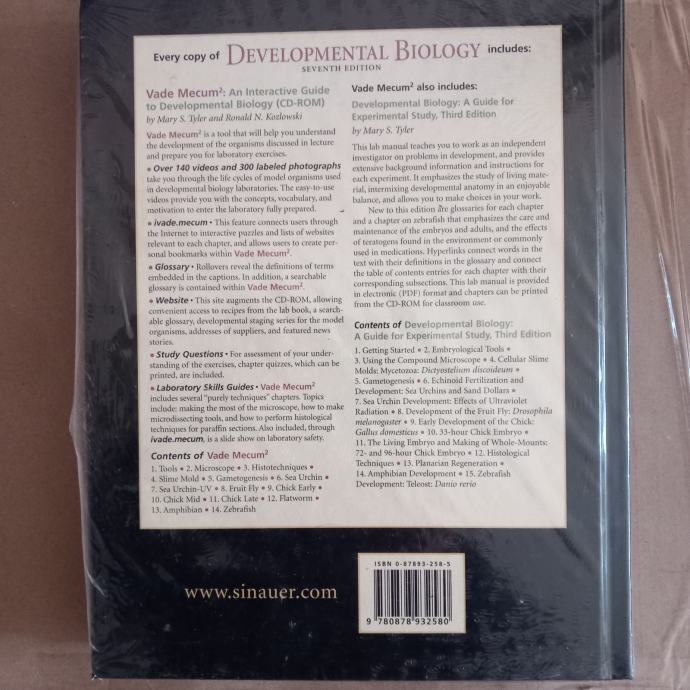 Every copy of DEVELOPMENTAL BIOLOGY includes:
SEVENTH EDITION
Vade Mecum²: An Interactive Guide
to Developmental Biology (CD-ROM)
by Mary S. Tyler and Ronald N. Kozlowski
Vade Mecum² is a tool that will help you understand
the development of the organisms discussed in lecture
and prepare you for laboratory exercises.
• Over 140 videos and 300 labeled photographs
take you through the life cycles of model organisms used
in developmental biology laboratories. The easy-to-use
videos provide you with the concepts, vocabulary, and
motivation to enter the laboratory fully prepared.
• ivade.mecum • This feature connects users through
the Internet to interactive puzzles and lists of websites
relevant to each chapter, and allows users to create per-
sonal bookmarks within Vade Mecum².
• Glossary • Rollovers reveal the definitions of terms
embedded in the captions. In addition, a searchable
glossary is contained within Vade Mecum².
• Website • This site augments the CD-ROM, allowing
convenient access to recipes from the lab book, a search-
able glossary, developmental staging series for the model
organisms, addresses of suppliers, and featured news
stories.
• Study Questions • For assessment of your under-
standing of the exercises, chapter quizzes, which can be
printed, are included.
• Laboratory Skills Guides • Vade Mecum²
includes several "purely techniques" chapters. Topics
include: making the most of the microscope, how to make
microdissecting tools, and how to perform histological
techniques for paraffin sections. Also included, through
ivade.mecum, is a slide show on laboratory safety.
Contents of Vade Mecum²
1. Tools • 2. Microscope • 3. Histotechniques •
4. Slime Mold • 5. Gametogenesis • 6. Sea Urchin •
7. Sea Urchin-UV • 8. Fruit Fly • 9. Chick Early •
10. Chick Mid • 11. Chick Late • 12. Flatworm •
13. Amphibian • 14. Zebrafish
Vade Mecum² also includes:
Developmental Biology: A Guide for
Experimental Study, Third Edition
by Mary S. Tyler
This lab manual teaches you to work as an independent
investigator on problems in development, and provides
extensive background information and instructions for
each experiment. It emphasizes the study of living mate-
rial, intermixing developmental anatomy in an enjoyable
balance, and allows you to make choices in your work.
New to this edition are glossaries for each chapter
and a chapter on zebrafish that emphasizes the care and
maintenance of the embryos and adults, and the effects
of teratogens found in the environment or commonly
used in medications. Hyperlinks connect words in the
text with their definitions in the glossary and connect
the table of contents entries for each chapter with their
corresponding subsections. This lab manual is provided
in electronic (PDF) format and chapters can be printed
from the CD-ROM for classroom use.
Contents of Developmental Biology:
A Guide for Experimental Study, Third Edition
1. Getting Started • 2. Embryological Tools •
3. Using the Compound Microscope • 4. Cellular Slime
Molds: Mycetozoa: Dictyostelium discoideum •
5. Gametogenesis • 6. Echinoid Fertilization and
Development: Sea Urchins and Sand Dollars •
7. Sea Urchin Development: Effects of Ultraviolet
Radiation • 8. Development of the Fruit Fly: Drosophila
melanogaster • 9. Early Development of the Chick:
Gallus domesticus • 10. 33-hour Chick Embryo •
11. The Living Embryo and Making of Whole-Mounts:
72- and 96-hour Chick Embryo • 12. Histological
Techniques • 13. Planarian Regeneration •
14. Amphibian Development • 15. Zebrafish
Development: Teleost: Danio rerio
www.sinauer.com
ISBN 0-87893-258-5
9 780878 932580